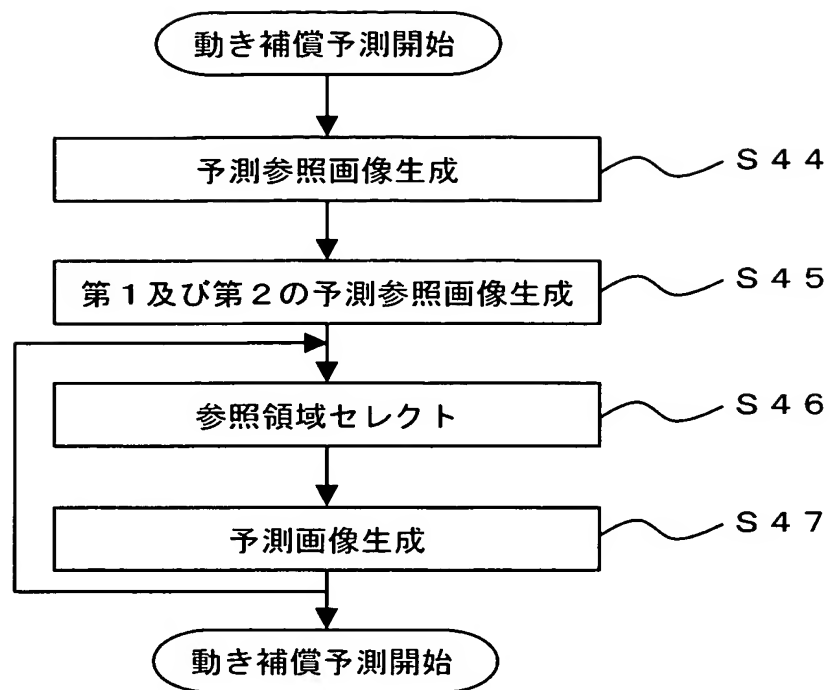 動き補償予測開始
予測参照画像生成
S44
第1及び第2の予測参照画像生成
S45
参照領域セレクト
S46
予測画像生成
S47
動き補償予測開始